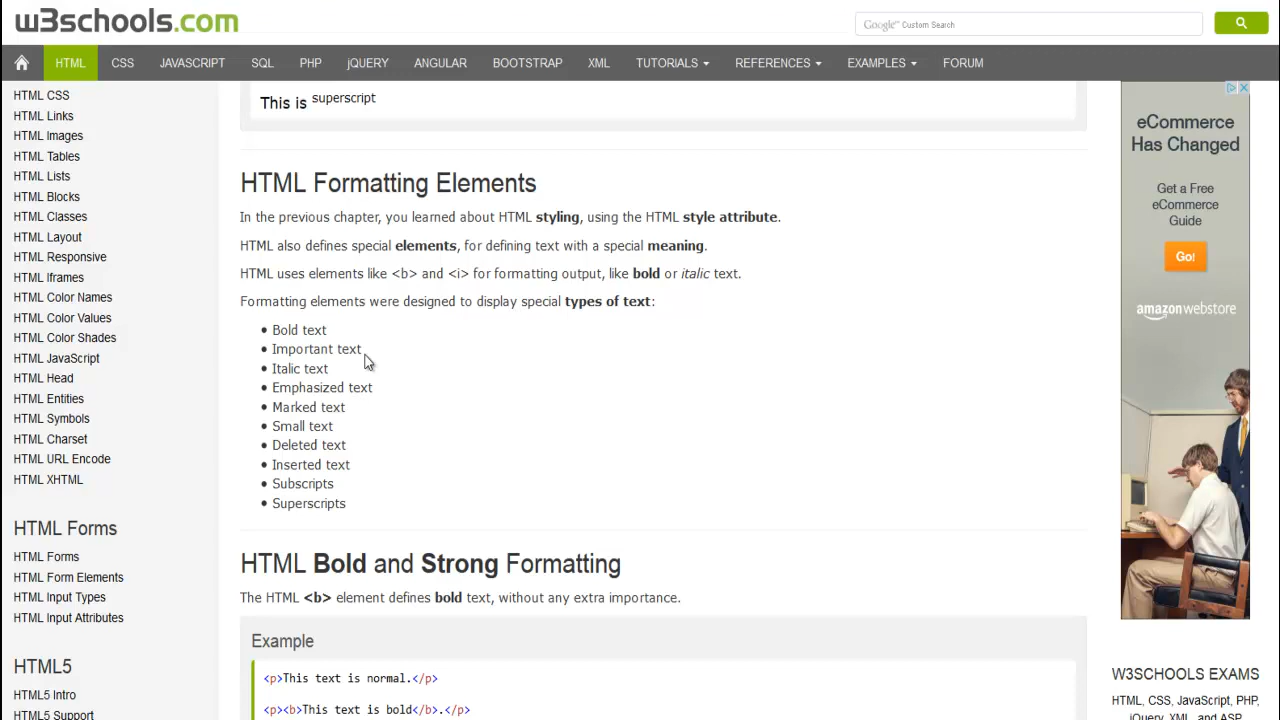 w3schools.com
Google™ Custom Search
HTML CSS JAVASCRIPT SQL PHP jQUERY ANGULAR BOOTSTRAP XML TUTORIALS REFERENCES EXAMPLES FORUM
HTML CSS
HTML Links
HTML Images
HTML Tables
HTML Lists
HTML Blocks
HTML Classes
HTML Layout
HTML Responsive
HTML Iframes
HTML Color Names
HTML Color Values
HTML Color Shades
HTML JavaScript
HTML Head
HTML Entities
HTML Symbols
HTML Charset
HTML URL Encode
HTML XHTML
HTML Forms
HTML Forms
HTML Form Elements
HTML Input Types
HTML Input Attributes
HTML5
HTML5 Intro
HTML5 Support
This is superscript
HTML Formatting Elements
In the previous chapter, you learned about HTML styling, using the HTML style attribute.
HTML also defines special elements, for defining text with a special meaning.
HTML uses elements like <b> and <i> for formatting output, like bold or italic text.
Formatting elements were designed to display special types of text:
• Bold text
• Important text
• Italic text
• Emphasized text
• Marked text
• Small text
• Deleted text
• Inserted text
• Subscripts
• Superscripts
HTML Bold and Strong Formatting
The HTML <b> element defines bold text, without any extra importance.
Example
<p>This text is normal.</p>
<p><b>This text is bold</b>.</p>
eCommerce
Has Changed
Get a Free
eCommerce
Guide
Go!
amazonwebstore
W3SCHOOLS EXAMS
HTML, CSS, JavaScript, PHP,
jQuery, XML, and ASP